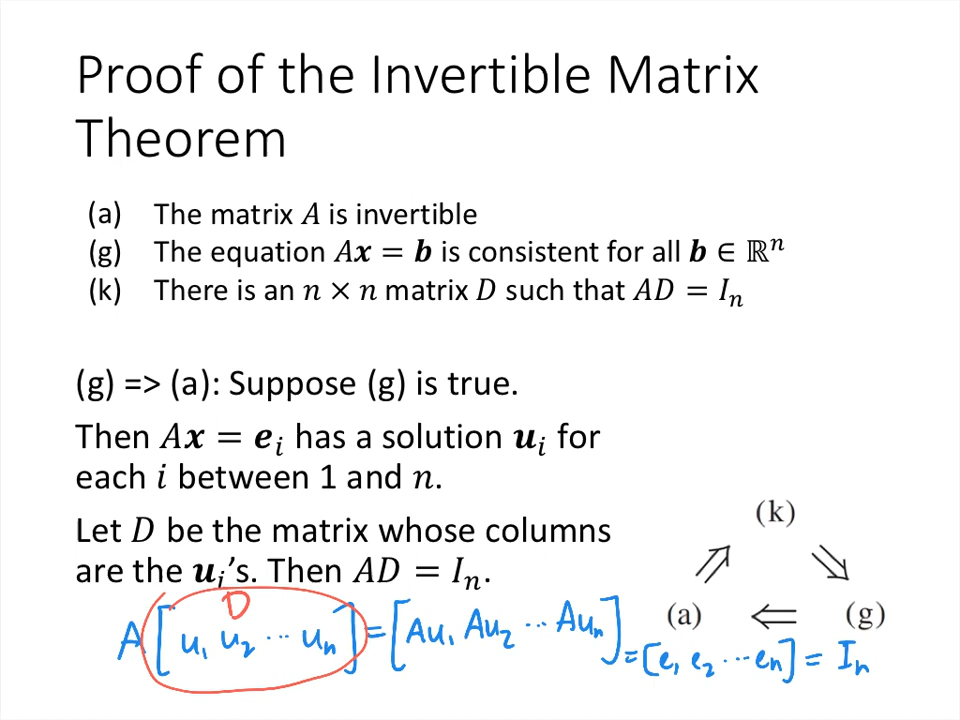 Proof of the Invertible Matrix
Theorem
(a) The matrix A is invertible
(g) The equation Ax = b is consistent for all b ∈ ℝⁿ
(k) There is an n × n matrix D such that AD = Iₙ
(g) => (a): Suppose (g) is true.
Then Ax = eᵢ has a solution uᵢ for
each i between 1 and n.
Let D be the matrix whose columns
are the uᵢ's. Then AD = Iₙ.
(k)
(a) ⇐ (g)
D
A[u₁ u₂ ... uₙ] = [Au₁ Au₂ ... Auₙ]
= [e₁ e₂ ... eₙ] = Iₙ